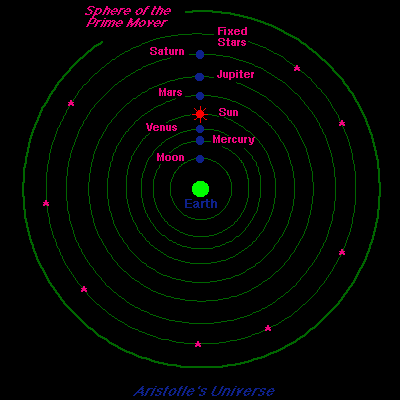 Sphere of the
Prime Mover
Fixed
Stars
Saturn
Jupiter
Mars
Sun
Venus
Mercury
Moon
Earth
Aristotle's Universe